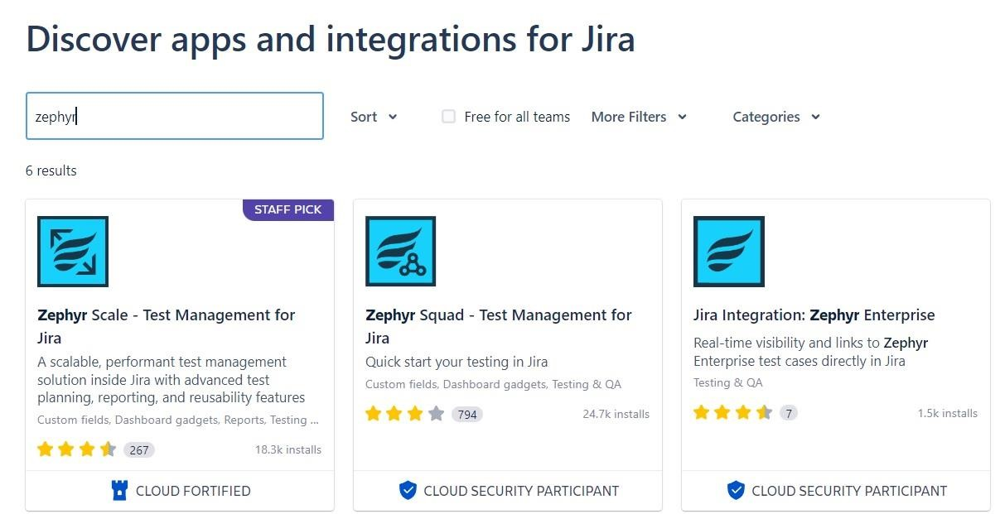 Discover apps and integrations for Jira
zephyr
Sort
Free for all teams
More Filters
Categories
6 results
STAFF PICK
Zephyr Scale - Test Management for
Jira
A scalable, performant test management
solution inside Jira with advanced test
planning, reporting, and reusability features
Custom fields, Dashboard gadgets, Reports, Testing ...
267
18.3k installs
CLOUD FORTIFIED
Zephyr Squad - Test Management for
Jira
Quick start your testing in Jira
Custom fields, Dashboard gadgets, Testing & QA
794
24.7k installs
CLOUD SECURITY PARTICIPANT
Jira Integration: Zephyr Enterprise
Real-time visibility and links to Zephyr
Enterprise test cases directly in Jira
Testing & QA
7
1.5k installs
CLOUD SECURITY PARTICIPANT